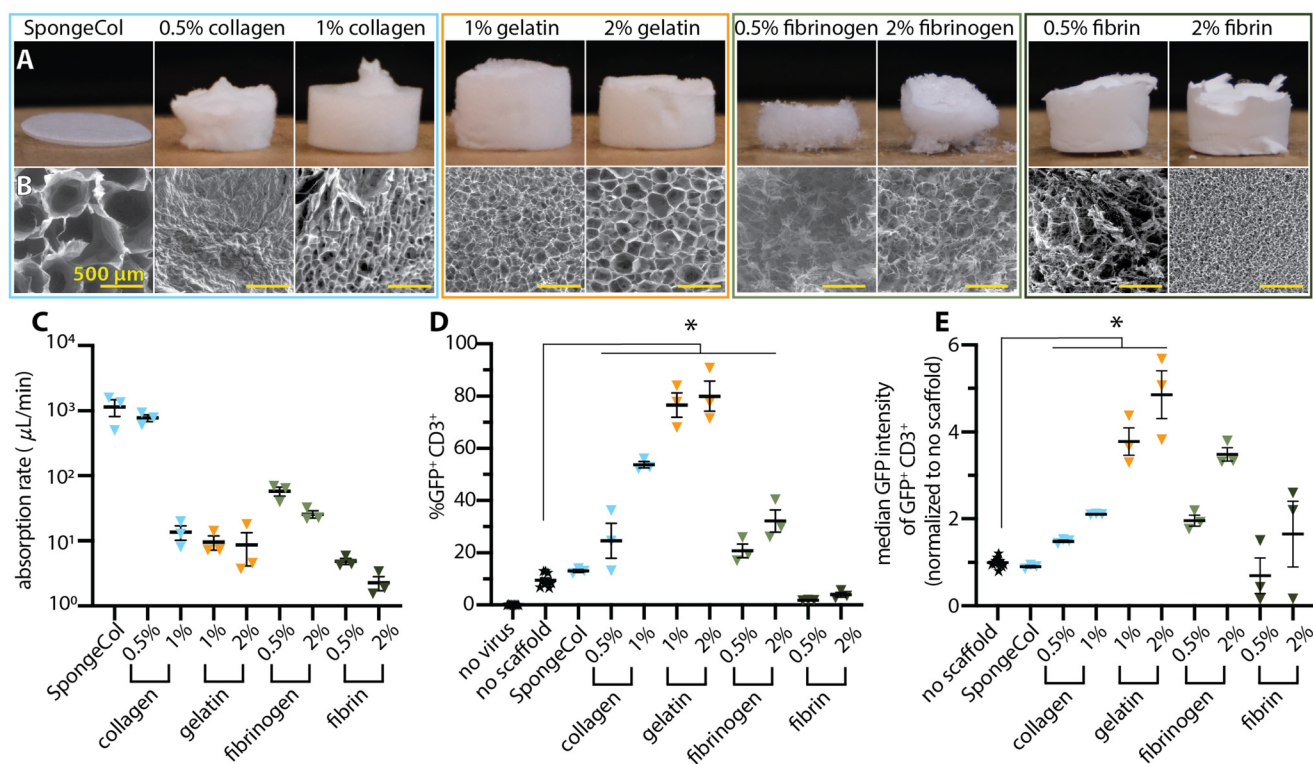 SpongeCol 0.5% collagen 1% collagen 1% gelatin 2% gelatin 0.5% fibrinogen 2% fibrinogen 0.5% fibrin 2% fibrin
A
B
500 μm
C
absorption rate ( μL/min)
10⁴
10³
10²
10¹
10⁰
SpongeCol 0.5% 1% 1% 2% 0.5% 2% 0.5% 2%
collagen gelatin fibrinogen fibrin
D
%GFP⁺ CD3⁺
100
80
60
40
20
0
*
no virus no scaffold SpongeCol 0.5% 1% 1% 2% 0.5% 2% 0.5% 2%
collagen gelatin fibrinogen fibrin
E
median GFP intensity
of GFP⁺ CD3⁺
(normalized to no scaffold)
6
4
2
0
*
no scaffold SpongeCol 0.5% 1% 1% 2% 0.5% 2% 0.5% 2%
collagen gelatin fibrinogen fibrin